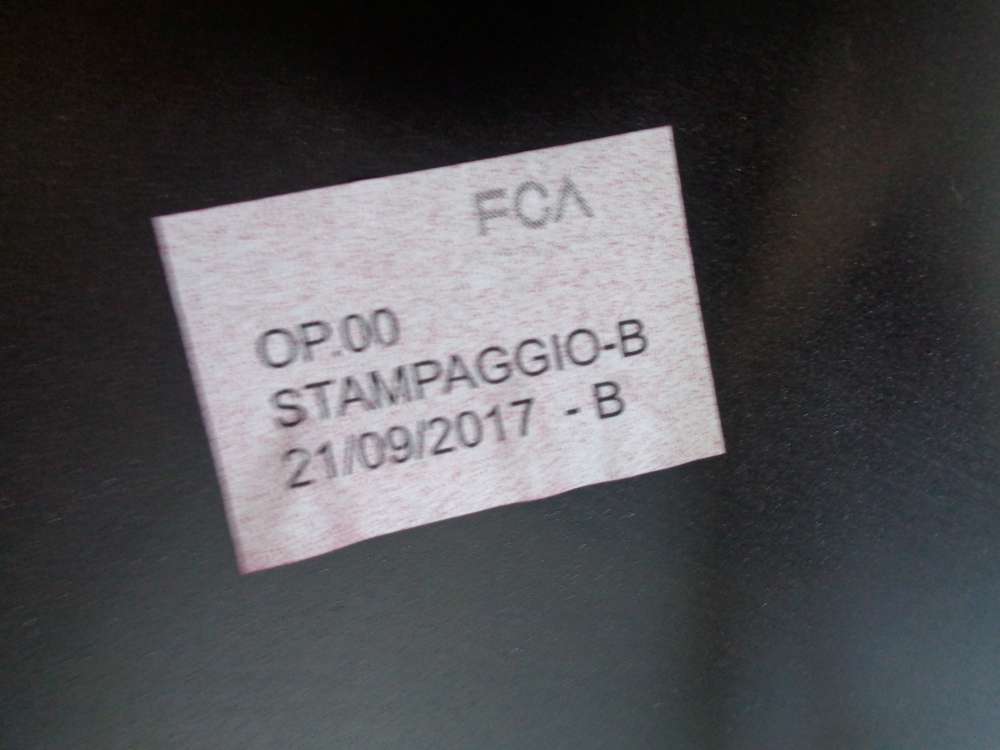 FCA
OP.00
STAMPAGGIO-B
21/09/2017 - B